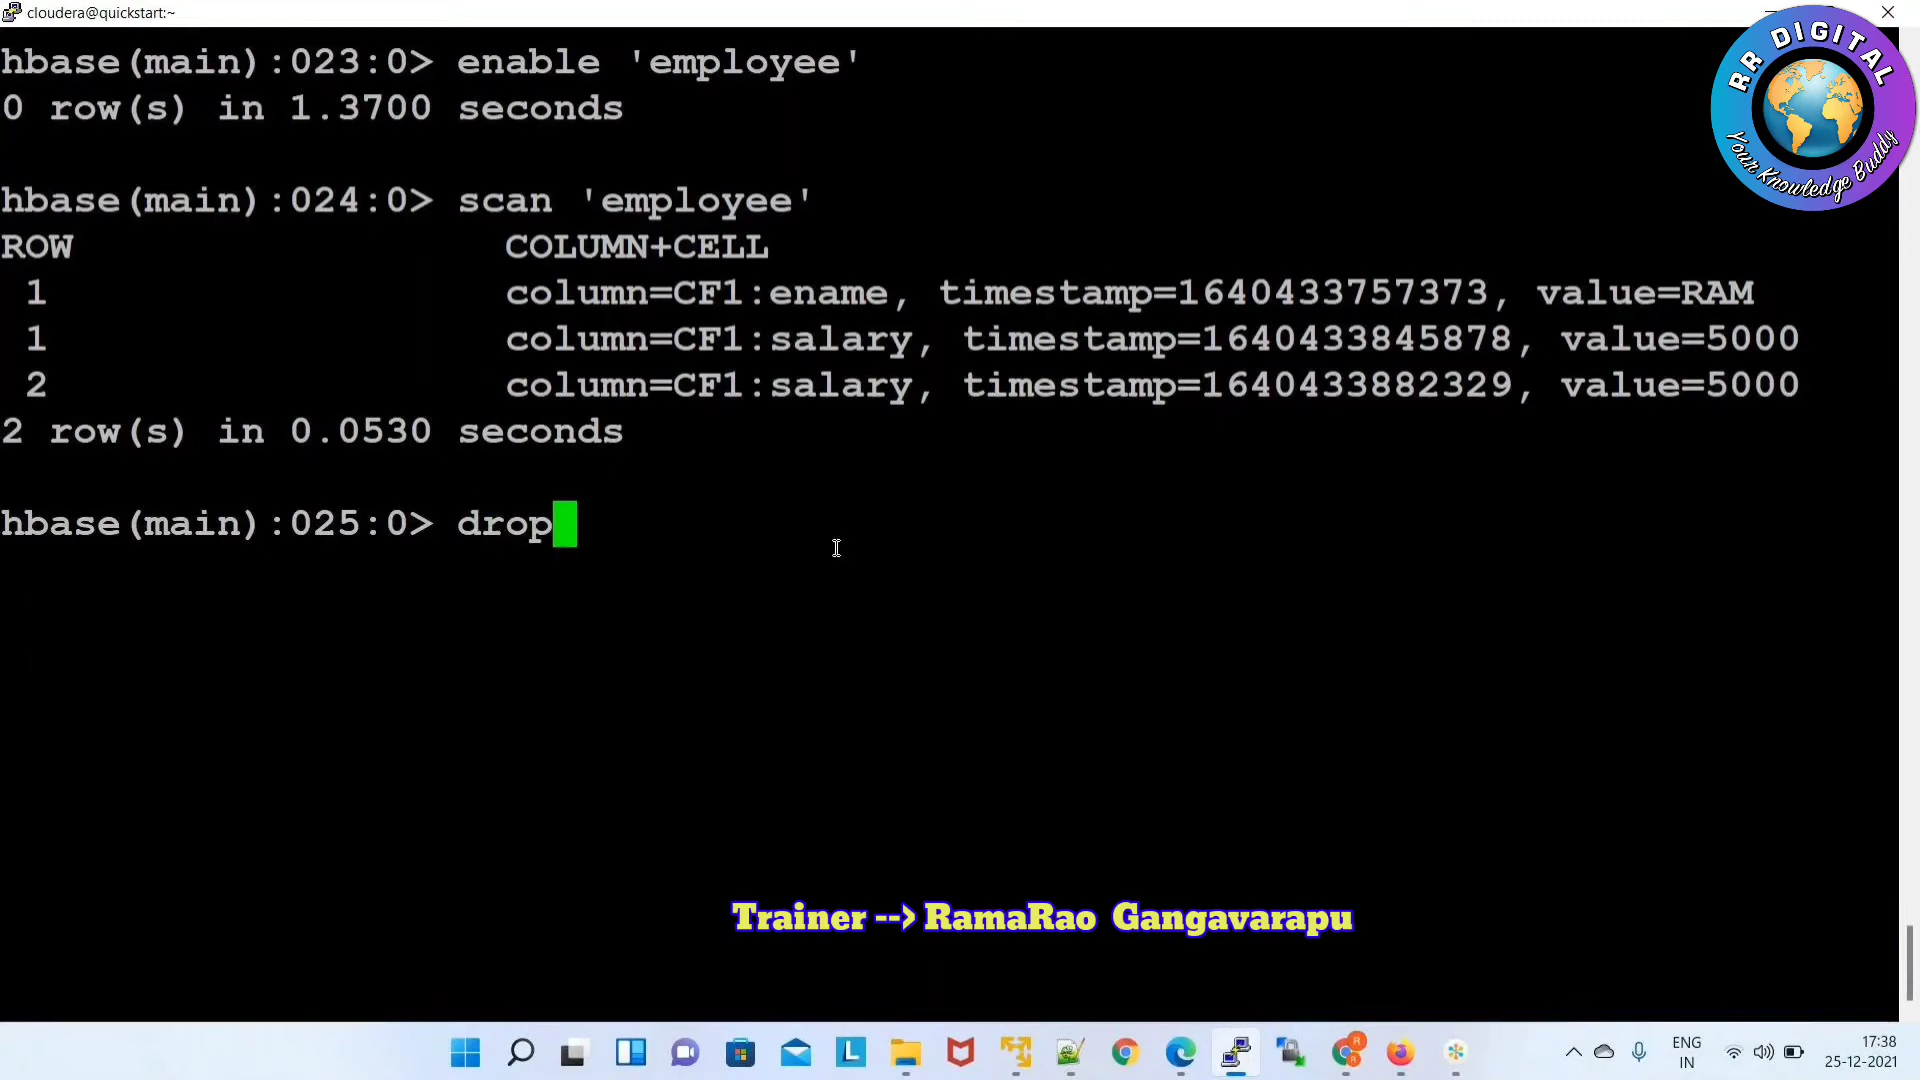 cloudera@quickstart:~
hbase(main):023:0> enable 'employee'
0 row(s) in 1.3700 seconds
hbase(main):024:0> scan 'employee'
ROW COLUMN+CELL
1 column=CF1:ename, timestamp=1640433757373, value=RAM
1 column=CF1:salary, timestamp=1640433845878, value=5000
2 column=CF1:salary, timestamp=1640433882329, value=5000
2 row(s) in 0.0530 seconds
hbase(main):025:0> drop
RR DIGITAL
Your Knowledge Buddy
Trainer --> RamaRao Gangavarapu
L
R
R
ENG
IN
17:38
25-12-2021